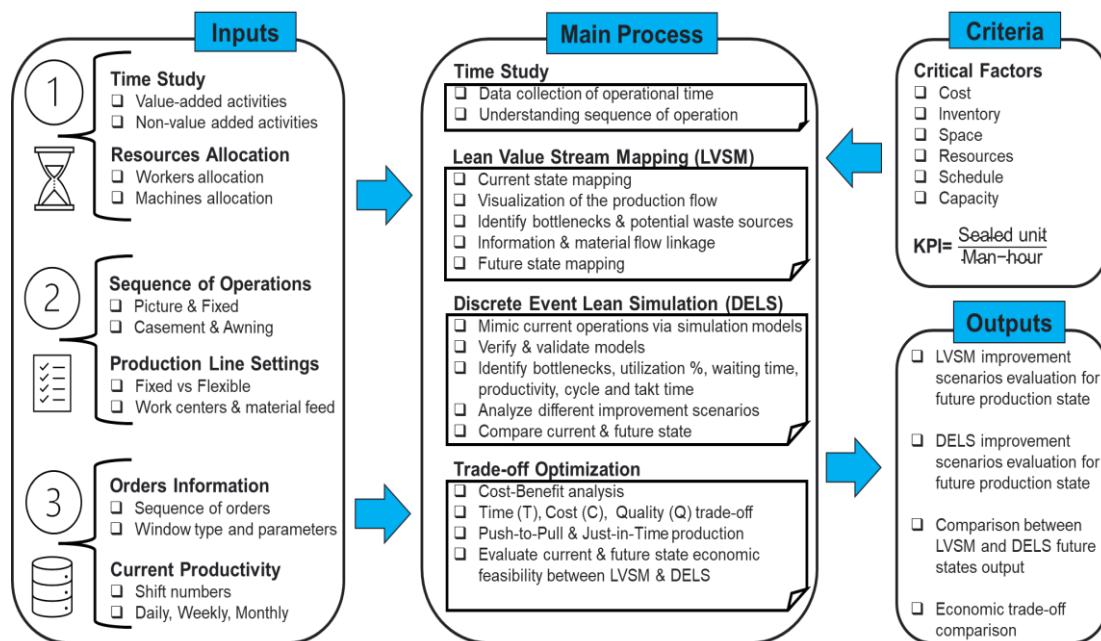 Inputs
1
Time Study
❑ Value-added activities
❑ Non-value added activities
Resources Allocation
❑ Workers allocation
❑ Machines allocation
2
Sequence of Operations
❑ Picture & Fixed
❑ Casement & Awning
Production Line Settings
❑ Fixed vs Flexible
❑ Work centers & material feed
3
Orders Information
❑ Sequence of orders
❑ Window type and parameters
Current Productivity
❑ Shift numbers
❑ Daily, Weekly, Monthly
Main Process
Time Study
❑ Data collection of operational time
❑ Understanding sequence of operation
Lean Value Stream Mapping (LVSM)
❑ Current state mapping
❑ Visualization of the production flow
❑ Identify bottlenecks & potential waste sources
❑ Information & material flow linkage
❑ Future state mapping
Discrete Event Lean Simulation (DELS)
❑ Mimic current operations via simulation models
❑ Verify & validate models
❑ Identify bottlenecks, utilization %, waiting time,
productivity, cycle and takt time
❑ Analyze different improvement scenarios
❑ Compare current & future state
Trade-off Optimization
❑ Cost-Benefit analysis
❑ Time (T), Cost (C), Quality (Q) trade-off
❑ Push-to-Pull & Just-in-Time production
❑ Evaluate current & future state economic
feasibility between LVSM & DELS
Criteria
Critical Factors
❑ Cost
❑ Inventory
❑ Space
❑ Resources
❑ Schedule
❑ Capacity
KPI= Sealed unit
Man−hour
Outputs
❑ LVSM improvement
scenarios evaluation for
future production state
❑ DELS improvement
scenarios evaluation for
future production state
❑ Comparison between
LVSM and DELS future
states output
❑ Economic trade-off
comparison